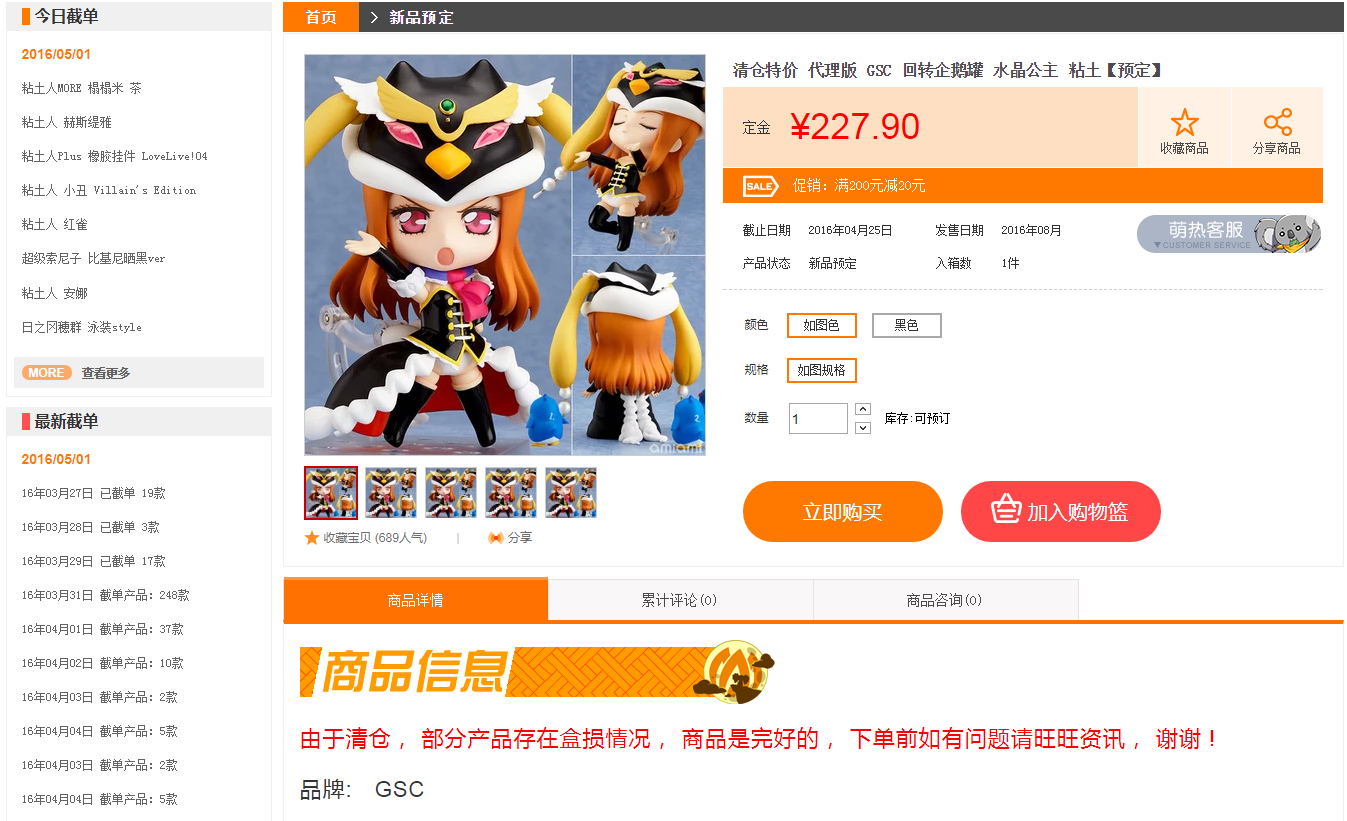 今日截单
2016/05/01
粘土人MORE 榻榻米 茶
粘土人 赫斯缇雅
粘土人Plus 橡胶挂件 LoveLive!04
粘土人 小丑 Villain's Edition
粘土人 红雀
超级索尼子 比基尼晒黑ver
粘土人 安娜
日之冈穗群 泳装style
MORE 查看更多
最新截单
2016/05/01
16年03月27日 已截单 19款
16年03月28日 已截单 3款
16年03月29日 已截单 17款
16年03月31日 截单产品: 248款
16年04月01日 截单产品: 37款
16年04月02日 截单产品: 10款
16年04月03日 截单产品: 2款
16年04月04日 截单产品: 5款
16年04月03日 截单产品: 2款
16年04月04日 截单产品: 5款
首页 > 新品预定
amiami
收藏宝贝 (689人气) | 分享
清仓特价 代理版 GSC 回转企鹅罐 水晶公主 粘土【预定】
定金 ¥227.90
收藏商品 分享商品
SALE 促销：满200元减20元
截止日期 2016年04月25日 发售日期 2016年08月
产品状态 新品预定 入箱数 1件
萌热客服
▼CUSTOMER SERVICE
颜色 如图色 黑色
规格 如图规格
数量 1 库存:可预订
立即购买 加入购物篮
商品详情 累计评论(0) 商品咨询(0)
商品信息
由于清仓， 部分产品存在盒损情况， 商品是完好的， 下单前如有问题请旺旺资讯， 谢谢！
品牌: GSC